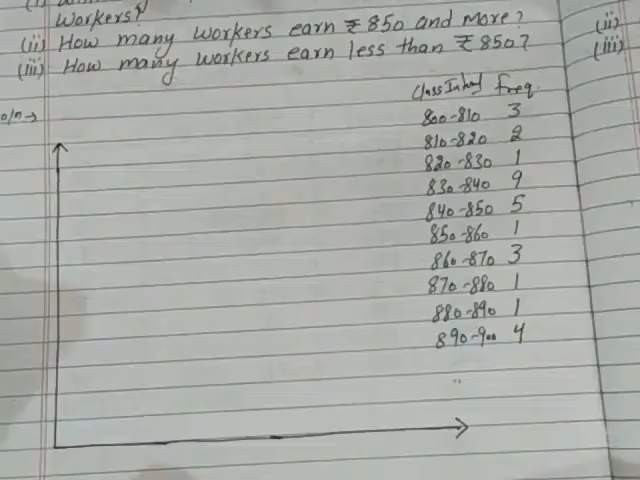 Workers?
(ii) How many workers earn ₹850 and more? (ii)
(iii) How many workers earn less than ₹850? (iii)
Freq.
800-810 3
810-820 2
820-830 1
830-840 9
840-850 5
850-860 1
860-870 3
870-880 1
880-890 1
890-900 4